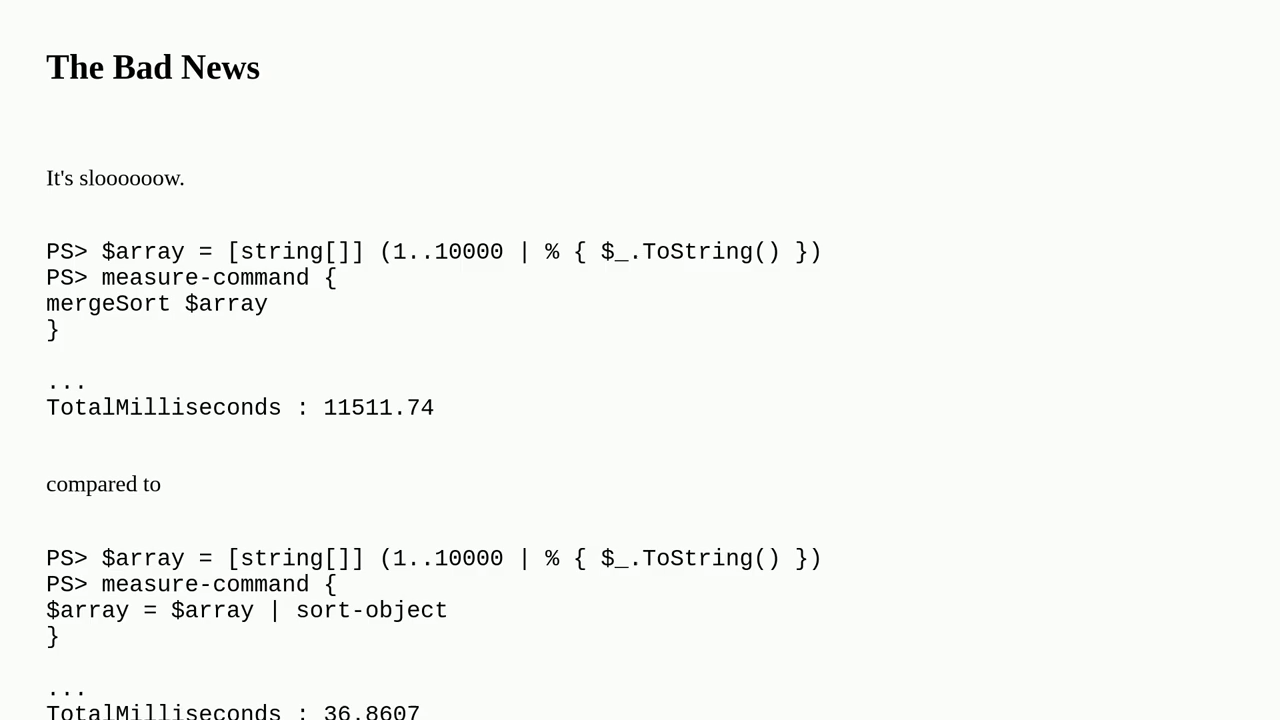 The Bad News
It's sloooooow.
PS> $array = [string[]] (1..10000 | % { $_.ToString() })
PS> measure-command {
mergeSort $array
}
...
TotalMilliseconds : 11511.74
compared to
PS> $array = [string[]] (1..10000 | % { $_.ToString() })
PS> measure-command {
$array = $array | sort-object
}
...
TotalMilliseconds : 36.8607